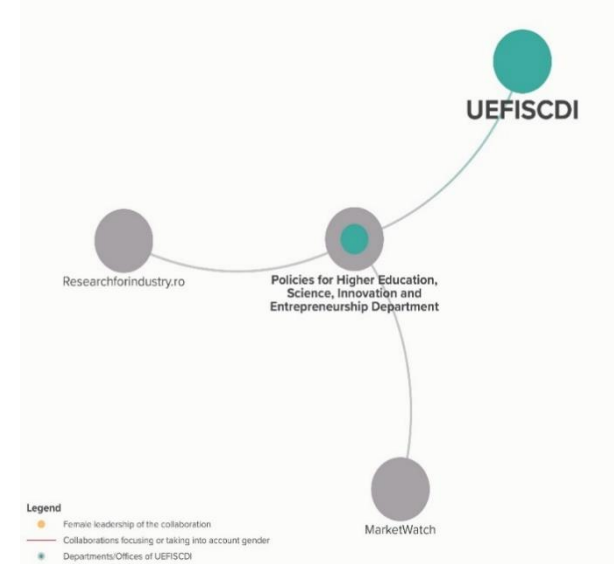 UEFISCDI
Researchforindustry.ro
Policies for Higher Education,
Science, Innovation and
Entrepreneurship Department
MarketWatch
Legend
Female leadership of the collaboration
Collaborations focusing or taking into account gender
Departments/Offices of UEFISCDI